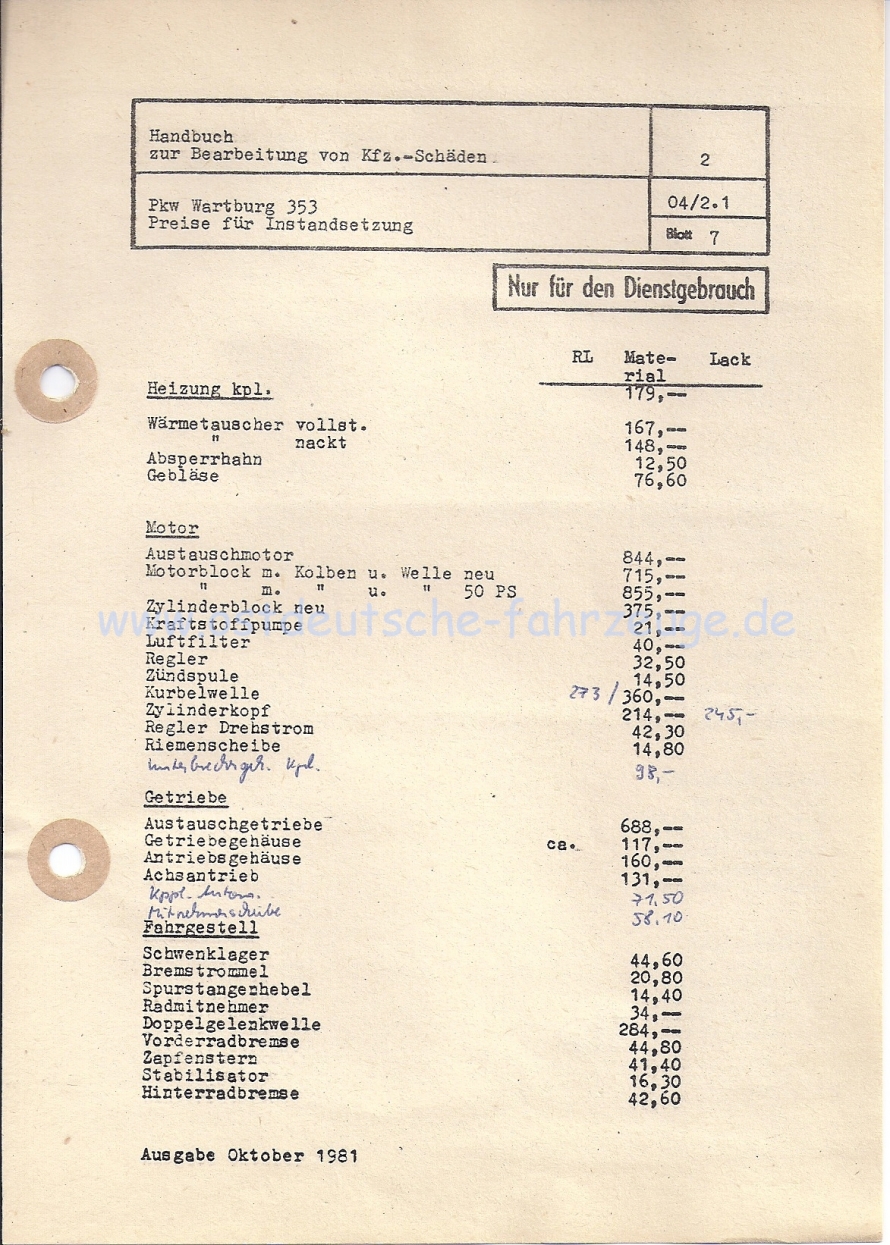 Handbuch
zur Bearbeitung von Kfz.-Schäden
2
Pkw Wartburg 353
Preise für Instandsetzung
04/2.1
Blatt 7
Nur für den Dienstgebrauch
RL Mate- Lack
rial
Heizung kpl. 179,--
Wärmetauscher vollst. 167,--
" nackt 148,--
Absperrhahn 12,50
Gebläse 76,60
Motor
Austauschmotor 844,--
Motorblock m. Kolben u. Welle neu 715,--
" m. " u. " 50 PS 855,--
Zylinderblock neu 375,--
www.ostdeutsche-fahrzeuge.de
Kraftstoffpumpe 21,--
Luftfilter 40,--
Regler 32,50
Zündspule 14,50
Kurbelwelle 273 / 360,--
Zylinderkopf 214,-- 245,-
Regler Drehstrom 42,30
Riemenscheibe 14,80
kpl. 98,-
Getriebe
Austauschgetriebe 688,--
Getriebegehäuse ca. 117,--
Antriebsgehäuse 160,--
Achsantrieb 131,--
71.50
Mitnehmerscheibe 58.10
Fahrgestell
Schwenklager 44,60
Bremstrommel 20,80
Spurstangenhebel 14,40
Radmitnehmer 34,--
Doppelgelenkwelle 284,--
Vorderradbremse 44,80
Zapfenstern 41,40
Stabilisator 16,30
Hinterradbremse 42,60
Ausgabe Oktober 1981